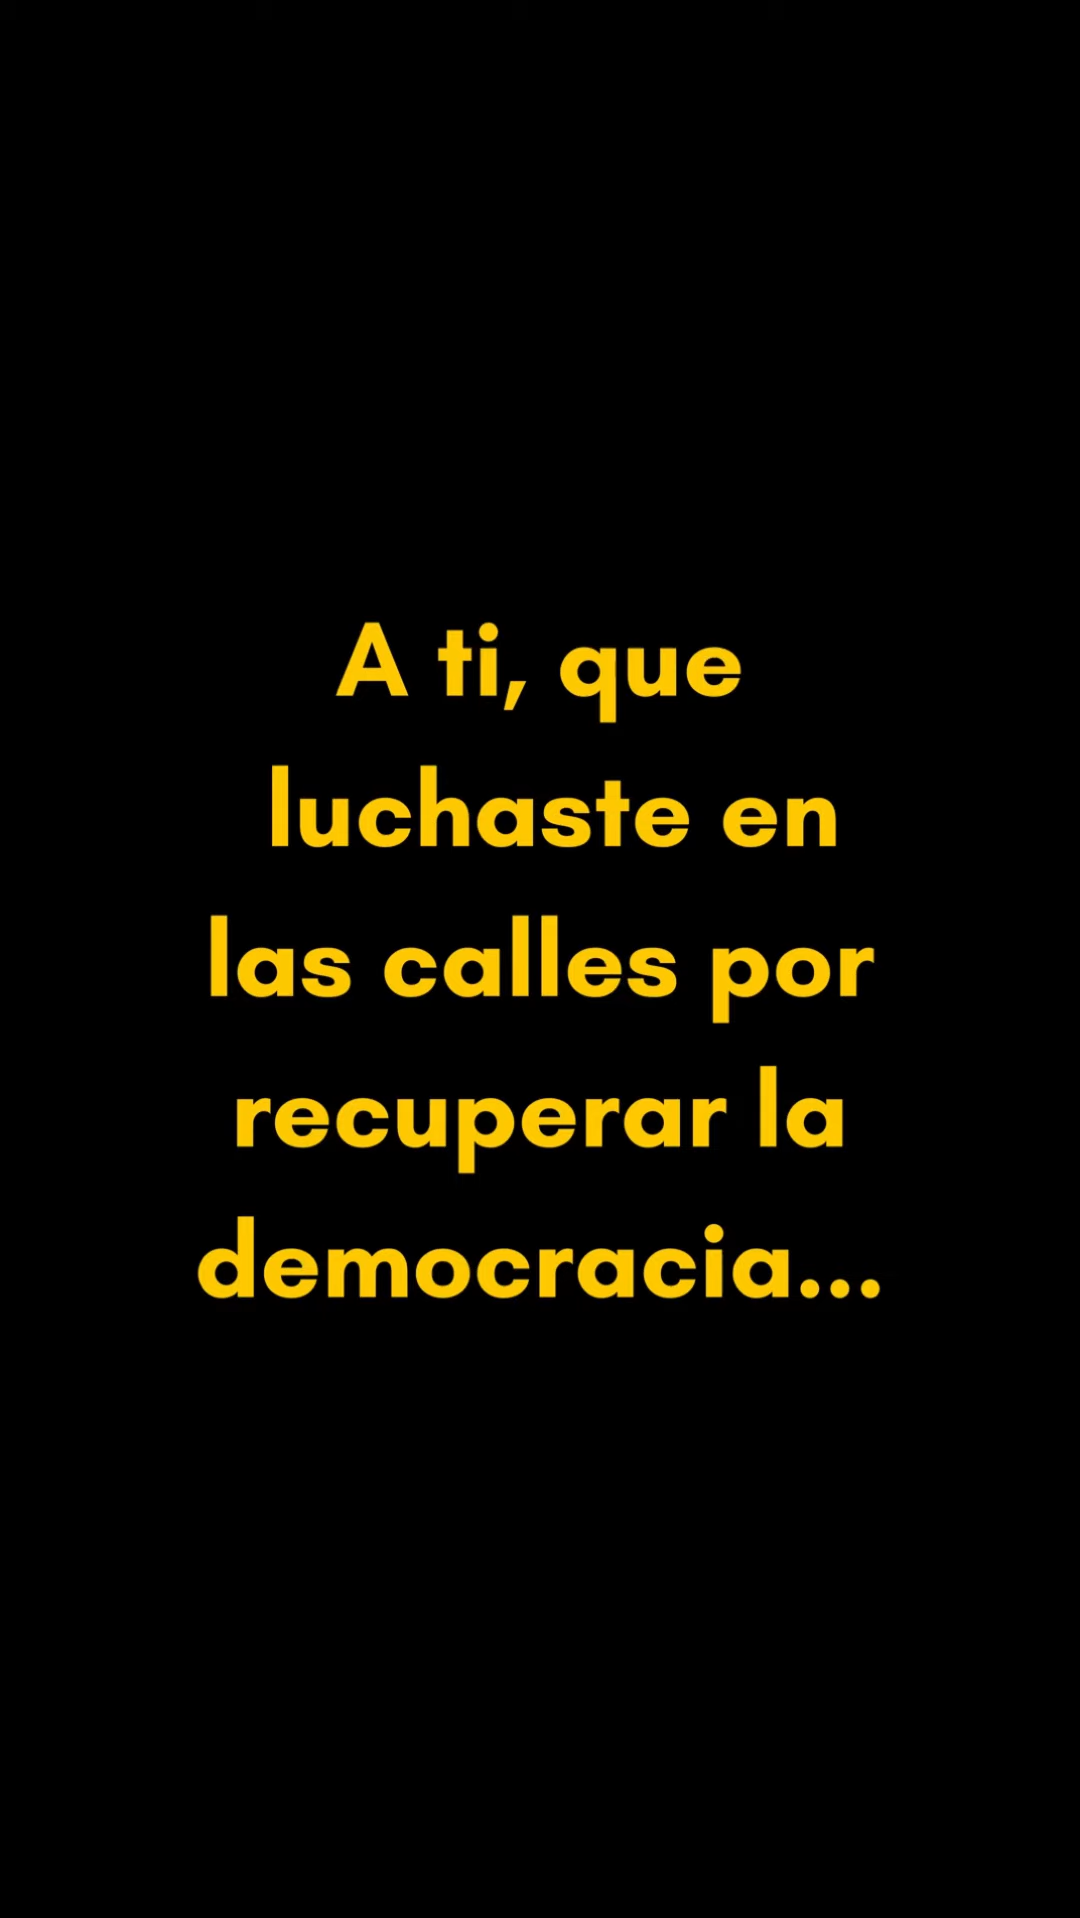 A ti, que
luchaste en
las calles por
recuperar la
democracia...